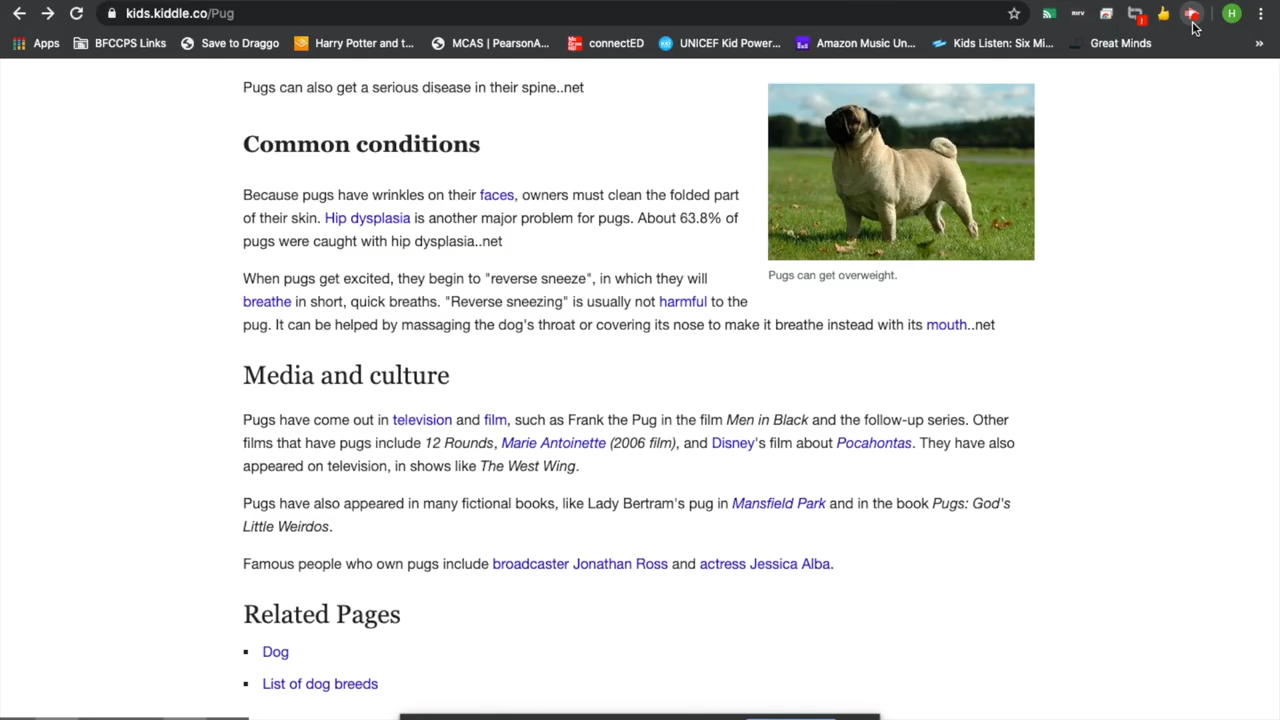 kids.kiddle.co/Pug
H
Apps BFCCPS Links Save to Draggo Harry Potter and t... MCAS | PearsonA... connectED UNICEF Kid Power... Amazon Music Un... Kids Listen: Six Mi... Great Minds »
Pugs can also get a serious disease in their spine..net
Common conditions
Because pugs have wrinkles on their faces, owners must clean the folded part
of their skin. Hip dysplasia is another major problem for pugs. About 63.8% of
pugs were caught with hip dysplasia..net
Pugs can get overweight.
When pugs get excited, they begin to "reverse sneeze", in which they will
breathe in short, quick breaths. "Reverse sneezing" is usually not harmful to the
pug. It can be helped by massaging the dog's throat or covering its nose to make it breathe instead with its mouth..net
Media and culture
Pugs have come out in television and film, such as Frank the Pug in the film Men in Black and the follow-up series. Other
films that have pugs include 12 Rounds, Marie Antoinette (2006 film), and Disney's film about Pocahontas. They have also
appeared on television, in shows like The West Wing.
Pugs have also appeared in many fictional books, like Lady Bertram's pug in Mansfield Park and in the book Pugs: God's
Little Weirdos.
Famous people who own pugs include broadcaster Jonathan Ross and actress Jessica Alba.
Related Pages
▪ Dog
▪ List of dog breeds